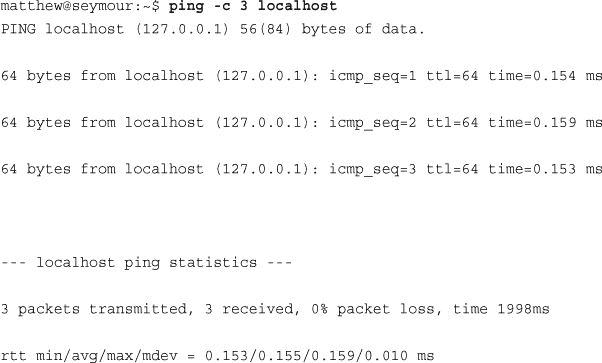 matthew@seymour:~$ ping -c 3 localhost
PING localhost (127.0.0.1) 56(84) bytes of data.
64 bytes from localhost (127.0.0.1): icmp_seq=1 ttl=64 time=0.154 ms
64 bytes from localhost (127.0.0.1): icmp_seq=2 ttl=64 time=0.159 ms
64 bytes from localhost (127.0.0.1): icmp_seq=3 ttl=64 time=0.153 ms
--- localhost ping statistics ---
3 packets transmitted, 3 received, 0% packet loss, time 1998ms
rtt min/avg/max/mdev = 0.153/0.155/0.159/0.010 ms